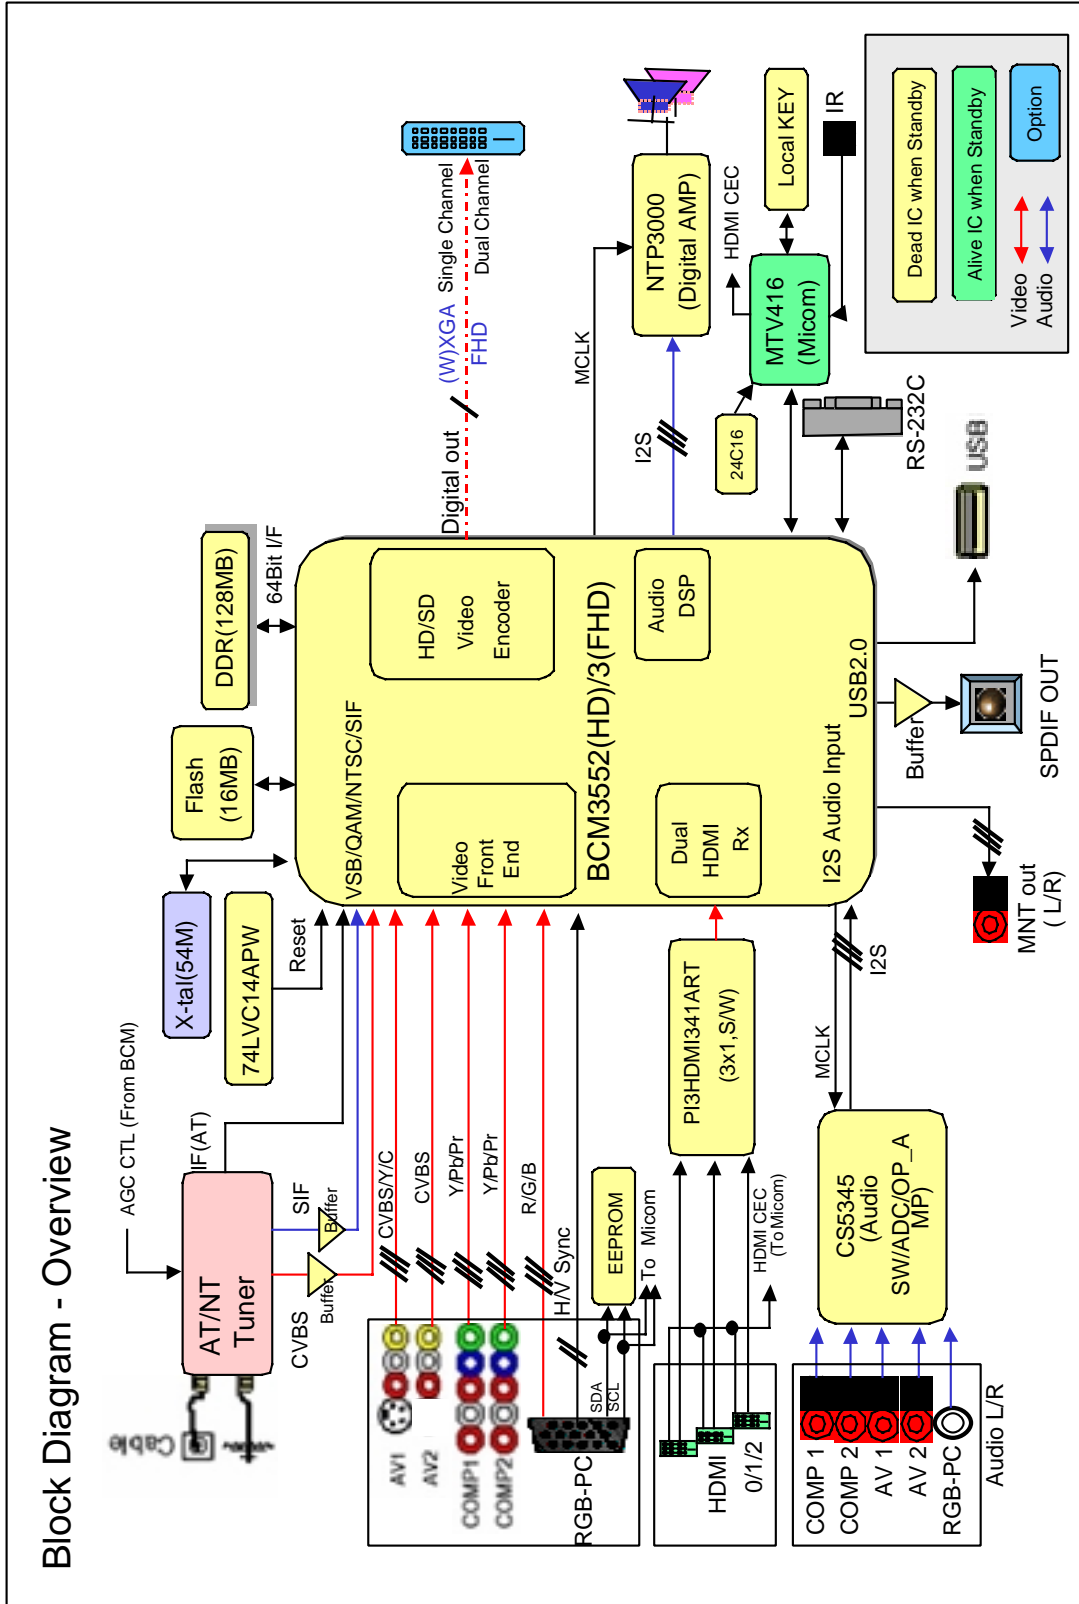 Block Diagram - Overview
Cable
AT/NT
Tuner
AGC CTL (From BCM)
IF(AT)
SIF
Buffer
CVBS
Buffer
X-tal(54M)
74LVC14APW
Reset
Flash
(16MB)
DDR(128MB)
64Bit I/F
VSB/QAM/NTSC/SIF
Video
Front
End
HD/SD
Video
Encoder
BCM3552(HD)/3(FHD)
Dual
HDMI
Rx
Audio
DSP
I2S Audio Input
USB2.0
Digital out
(W)XGA
FHD
Single Channel
Dual Channel
MCLK
I2S
NTP3000
(Digital AMP)
HDMI CEC
24C16
MTV416
(Micom)
Local KEY
IR
RS-232C
USB
Buffer
SPDIF OUT
MNT out
( L/R)
AV1
AV2
COMP1
COMP2
RGB-PC
CVBS/Y/C
CVBS
Y/Pb/Pr
Y/Pb/Pr
R/G/B
H/V Sync
SDA
SCL
EEPROM
To Micom
HDMI
0/1/2
HDMI CEC
(To Micom)
PI3HDMI341ART
(3x1,S/W)
MCLK
I2S
CS5345
(Audio
SW/ADC/OP_A
MP)
COMP 1
COMP 2
AV 1
AV 2
RGB-PC
Audio L/R
Dead IC when Standby
Alive IC when Standby
Option
Video
Audio